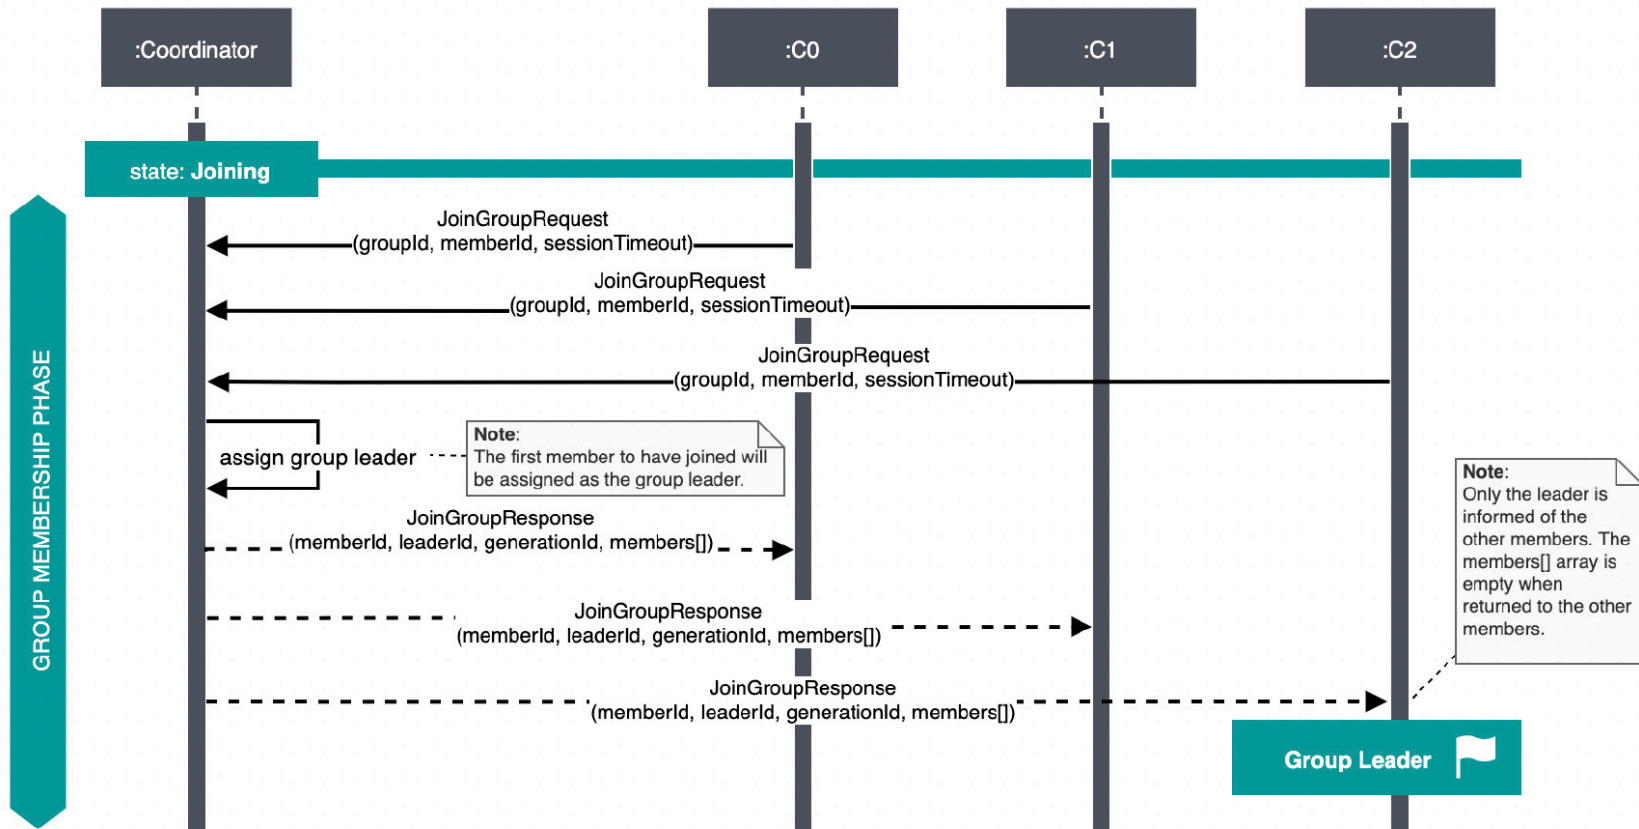 :Coordinator
:C0
:C1
:C2
state: Joining
GROUP MEMBERSHIP PHASE
JoinGroupRequest
(groupId, memberId, sessionTimeout)
JoinGroupRequest
(groupId, memberId, sessionTimeout)
JoinGroupRequest
(groupId, memberId, sessionTimeout)
assign group leader
Note:
The first member to have joined will
be assigned as the group leader.
JoinGroupResponse
(memberId, leaderId, generationId, members[])
JoinGroupResponse
(memberId, leaderId, generationId, members[])
JoinGroupResponse
(memberId, leaderId, generationId, members[])
Note:
Only the leader is
informed of the
other members. The
members[] array is
empty when
returned to the other
members.
Group Leader